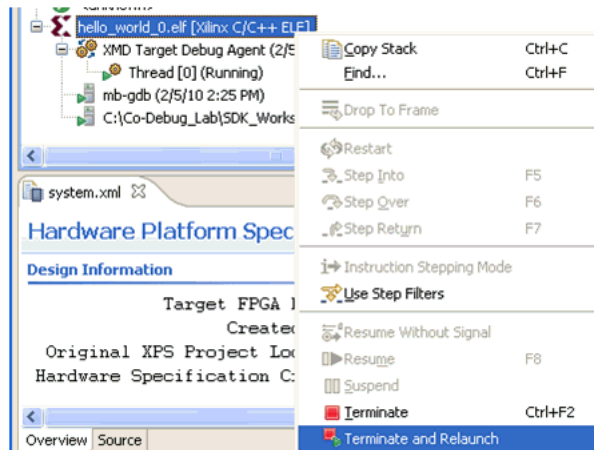 hello_world_0.elf [Xilinx C/C++ ELF]
XMD Target Debug Agent (2/5
Thread [0] (Running)
mb-gdb (2/5/10 2:25 PM)
C:\Co-Debug_Lab\SDK_Works
system.xml
Hardware Platform Spec
Design Information
Target FPGA
Created
Original XPS Project Loc
Hardware Specification C
Overview Source
Copy Stack Ctrl+C
Find... Ctrl+F
Drop To Frame
Restart
Step Into F5
Step Over F6
Step Return F7
Instruction Stepping Mode
Use Step Filters
Resume Without Signal
Resume F8
Suspend
Terminate Ctrl+F2
Terminate and Relaunch